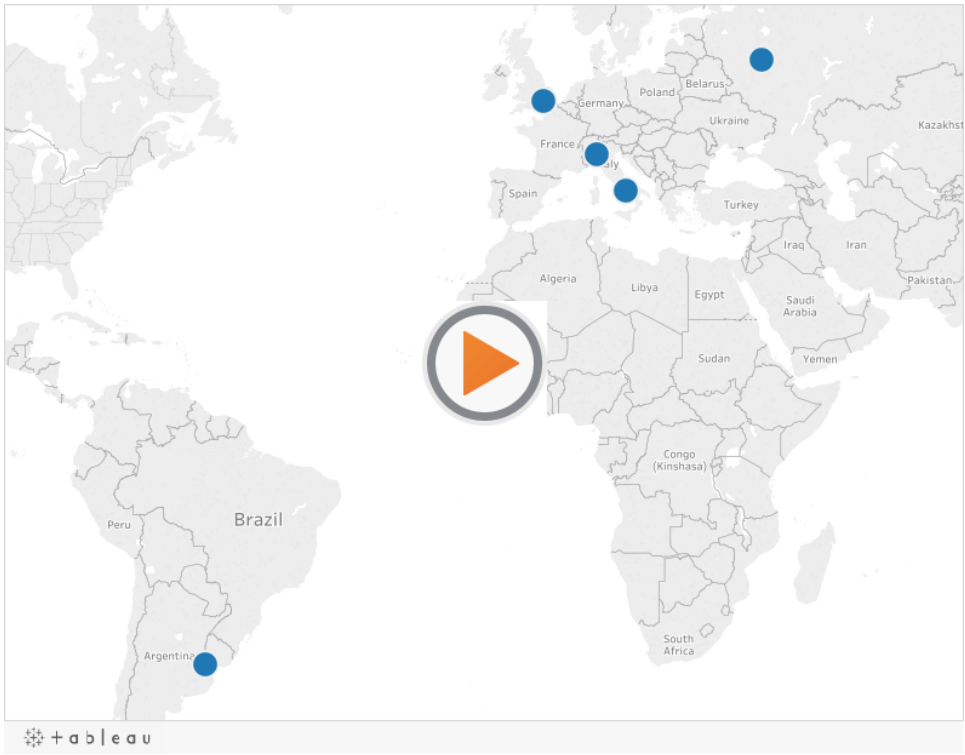 Belarus
Poland
Germany
Ukraine
Kazakhst
France
aly
Spain
Turkey
Iraq
Iran
Algeria
Libya
Egypt
Pakistan
Saudi
Arabia
Sudan
Yemen
Congo
(Kinshasa)
Brazil
Peru
South
Africa
Argentina
+ a b | e a u